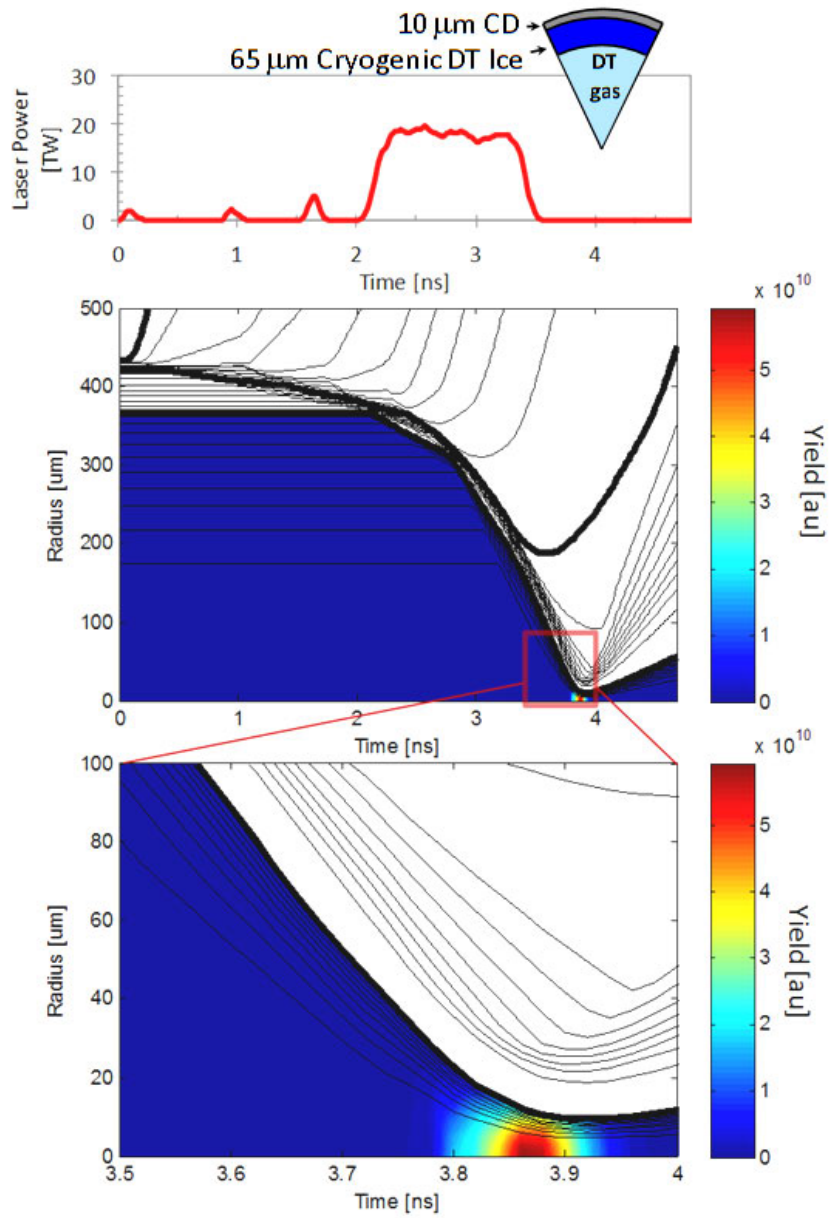 10 μm CD
65 μm Cryogenic DT Ice
DT
gas
Laser Power
[TW]
30
20
10
0
0 1 2 3 4
Time [ns]
x 10^10
500
400
300
200
100
0
Radius [um]
0 1 2 3 4
Time [ns]
5
4
3
2
1
0
Yield [au]
x 10^10
100
80
60
40
20
0
Radius [um]
3.5 3.6 3.7 3.8 3.9 4
Time [ns]
5
4
3
2
1
0
Yield [au]